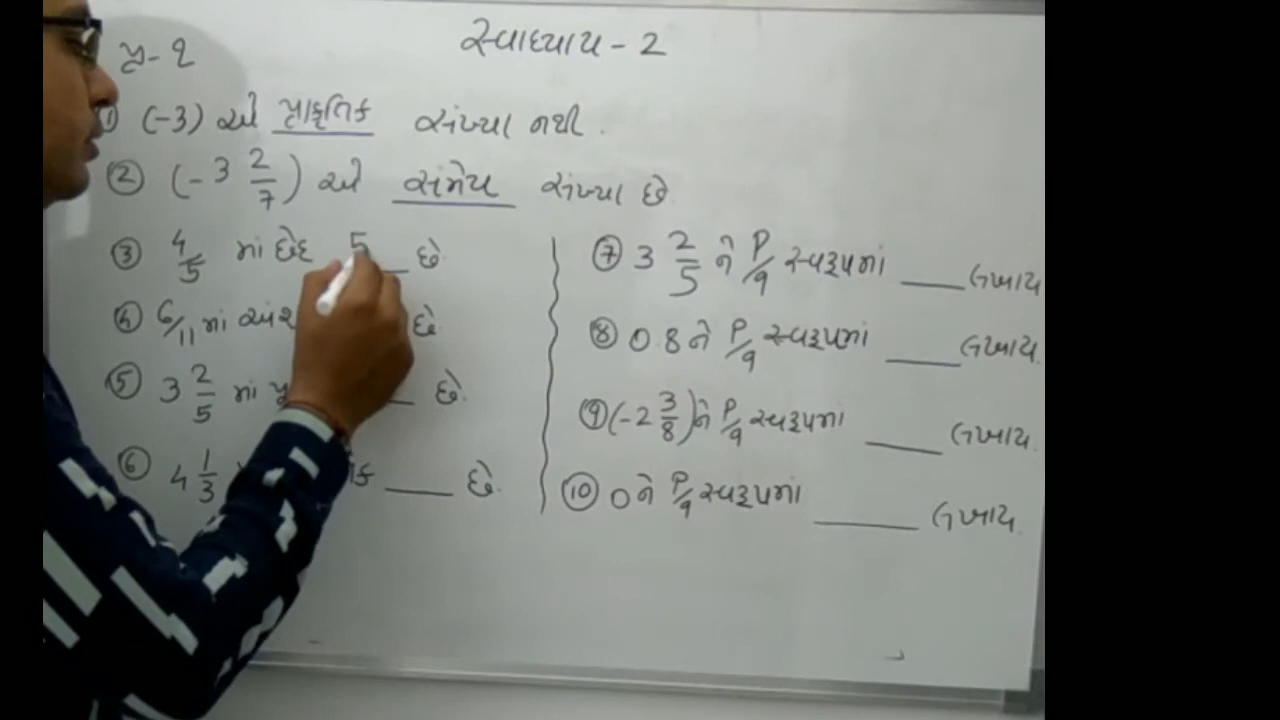 સ્વાધ્યાય - 2
પ્ર - ૧
① (-3) એ પ્રાકૃતિક સંખ્યા નથી.
② (-3 2/7) એ સંમેય સંખ્યા છે
③ 4/5 માં છેદ 5 છે
④ 6/11 માં છે
⑤ 3 2/5 માં ___ છે.
⑥ 4 1/3 ___ છે.
⑦ 3 2/5 ને P/q સ્વરૂપમાં ___ લખાય
⑧ 0.8 ને P/q સ્વરૂપમાં ___ લખાય.
⑨ (-2 3/8) ને P/q સ્વરૂપમાં ___ લખાય.
⑩ 0 ને P/q સ્વરૂપમાં ___ લખાય.